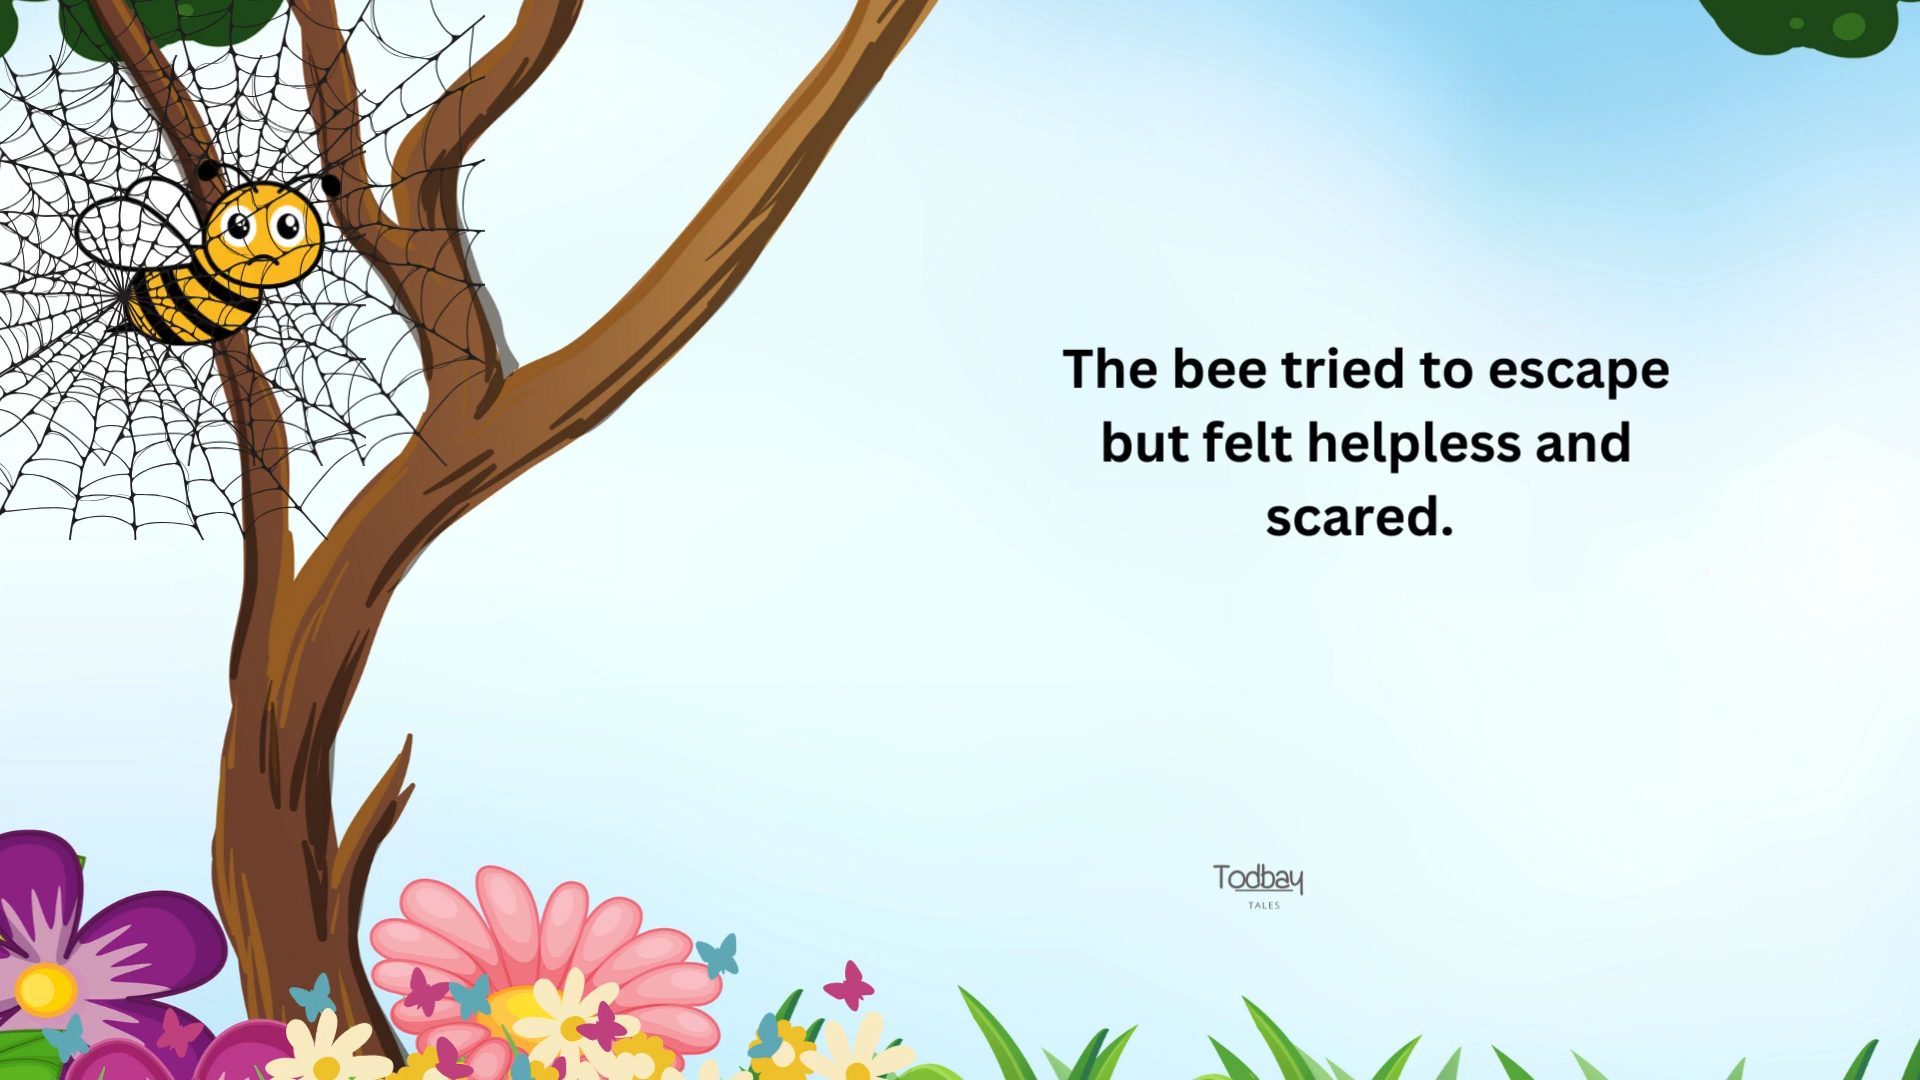 The bee tried to escape
but felt helpless and
scared.
Todbay
TALES